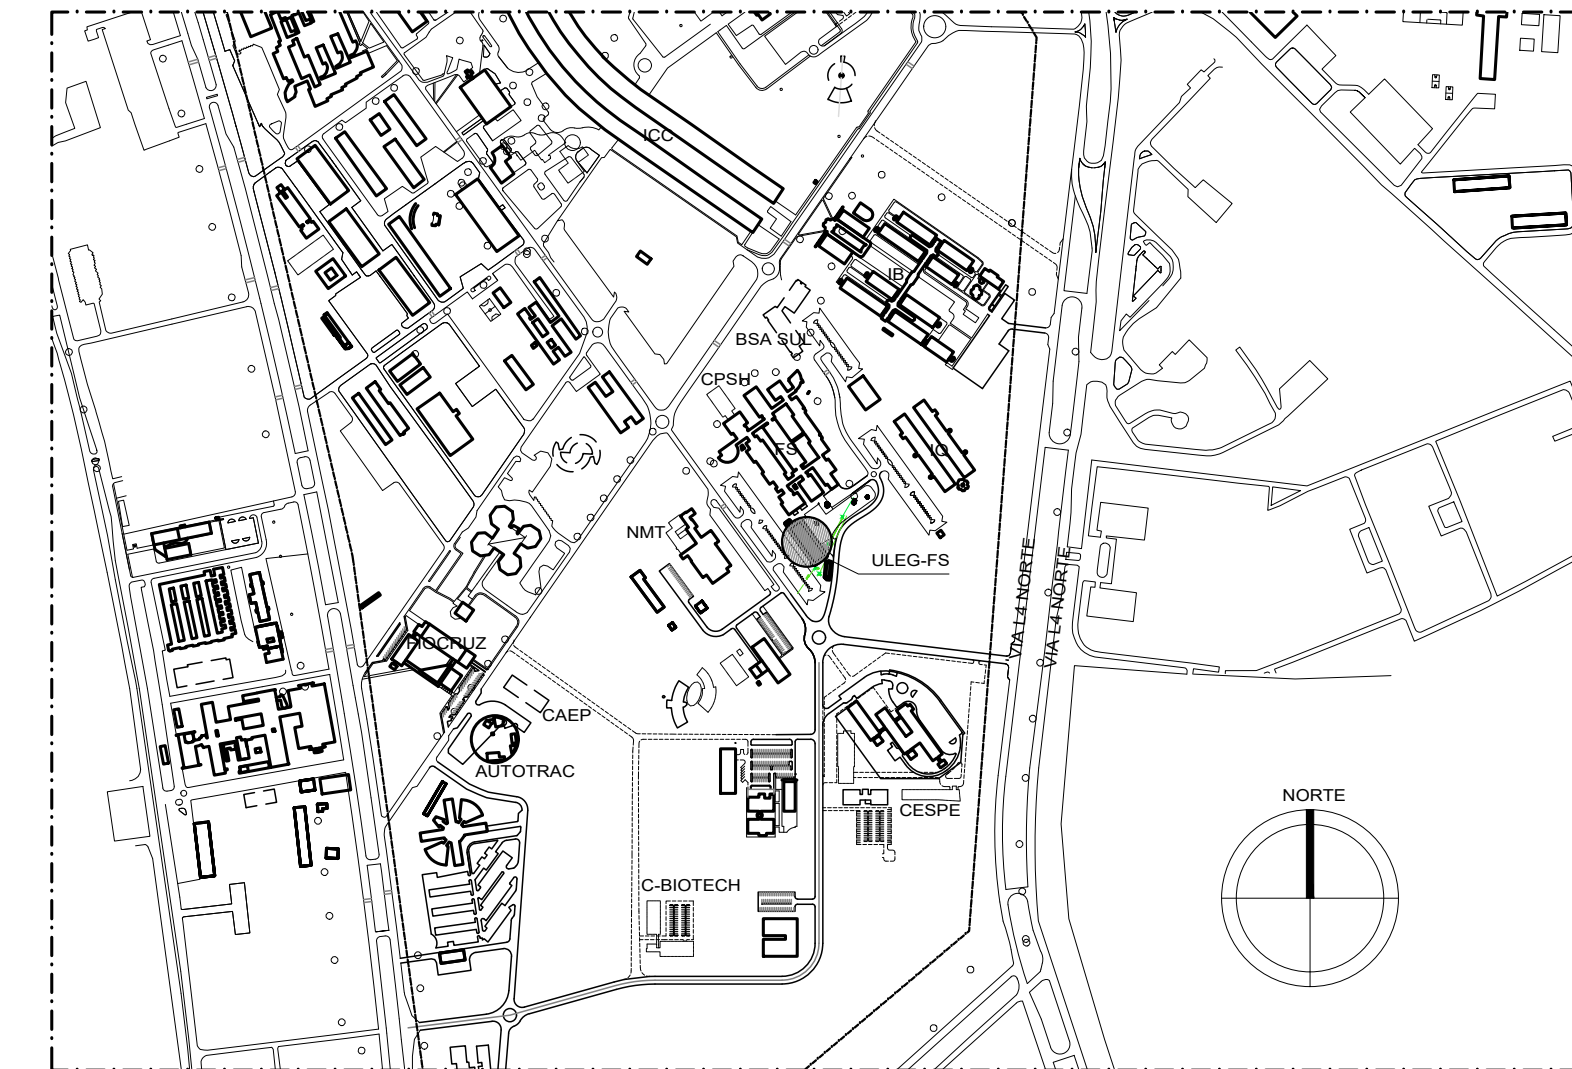 ICC
IB
BSA SUL
CPSH
FS
IQ
NMT
ULEG-FS
VIA L4 NORTE
VIA L4 NORTE
FIOCRUZ
CAEP
AUTOTRAC
CESPE
NORTE
C-BIOTECH